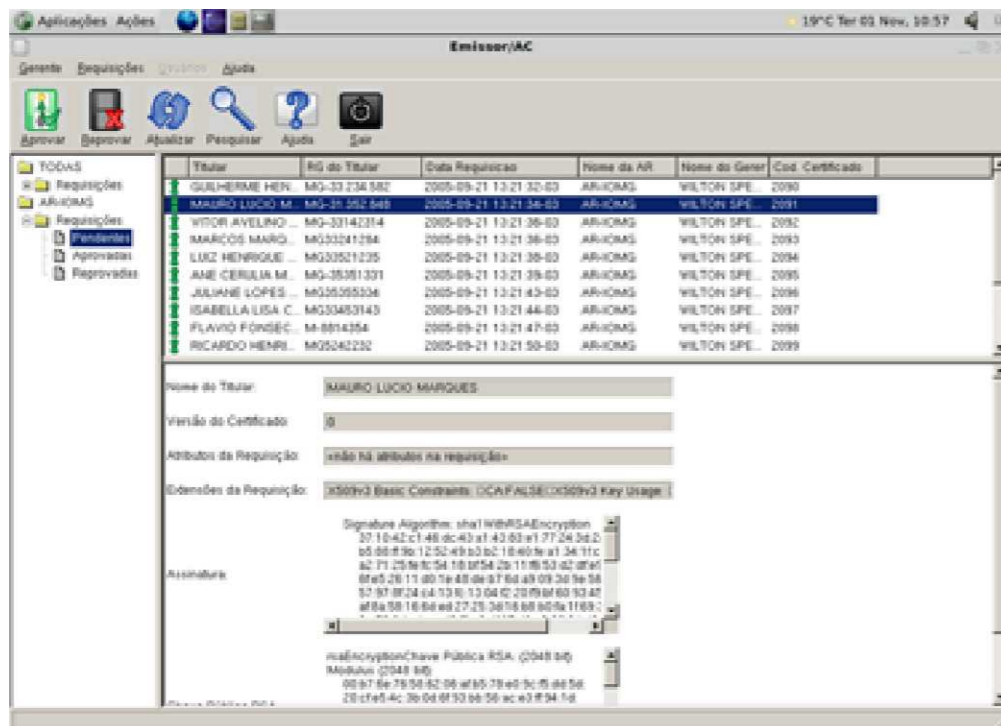 Aplicações Ações 19°C Ter 01 Nov, 10:57
Emissor/AC
Gerente Requisições Usuários Ajuda
Aprovar Reprovar Atualizar Pesquisar Ajuda Sair
TODAS
Requisições
AR-IOMG
Requisições
Pendentes
Aprovadas
Reprovadas
Titular RG do Titular Data Requisicao Nome da AR Nome do Gerer Cod. Certificado
GUILHERME HEN... MG-33 234 582 2005-09-21 13:21:32-03 AR-IOMG WILTON SPE... 2090
MAURO LUCIO M... 2005-09-21 13:21:34-03 AR-IOMG WILTON SPE... 2091
VITOR AVELINO ... MG-33142314 2005-09-21 13:21:36-03 AR-IOMG WILTON SPE... 2092
MARCOS MARQ... MG33241284 2005-09-21 13:21:36-03 AR-IOMG WILTON SPE... 2093
LUIZ HENRIQUE ... MG33521235 2005-09-21 13:21:38-03 AR-IOMG WILTON SPE... 2094
ANE CERULIA M... MG-35351331 2005-09-21 13:21:39-03 AR-IOMG WILTON SPE... 2095
JULIANE LOPES ... MG35355334 2005-09-21 13:21:43-03 AR-IOMG WILTON SPE... 2096
ISABELLA LISA C... MG33453143 2005-09-21 13:21:44-03 AR-IOMG WILTON SPE... 2097
FLAVIO FONSEC... M-8814354 2005-09-21 13:21:47-03 AR-IOMG WILTON SPE... 2098
RICARDO HENRI... MG5242232 2005-09-21 13:21:50-03 AR-IOMG WILTON SPE... 2099
Nome do Titular: MAURO LUCIO MARQUES
Versão do Certificado: 0
Atributos da Requisição: <não há atributos na requisição>
Extensões da Requisição: X509v3 Basic Constraints: CA:FALSE X509v3 Key Usage:
Signature Algorithm: sha1WithRSAEncryption
Assinatura:
rsaEncryptionChave Pública RSA: (2048 bit)
Modulus (2048 bit):
Chave Pública RSA: